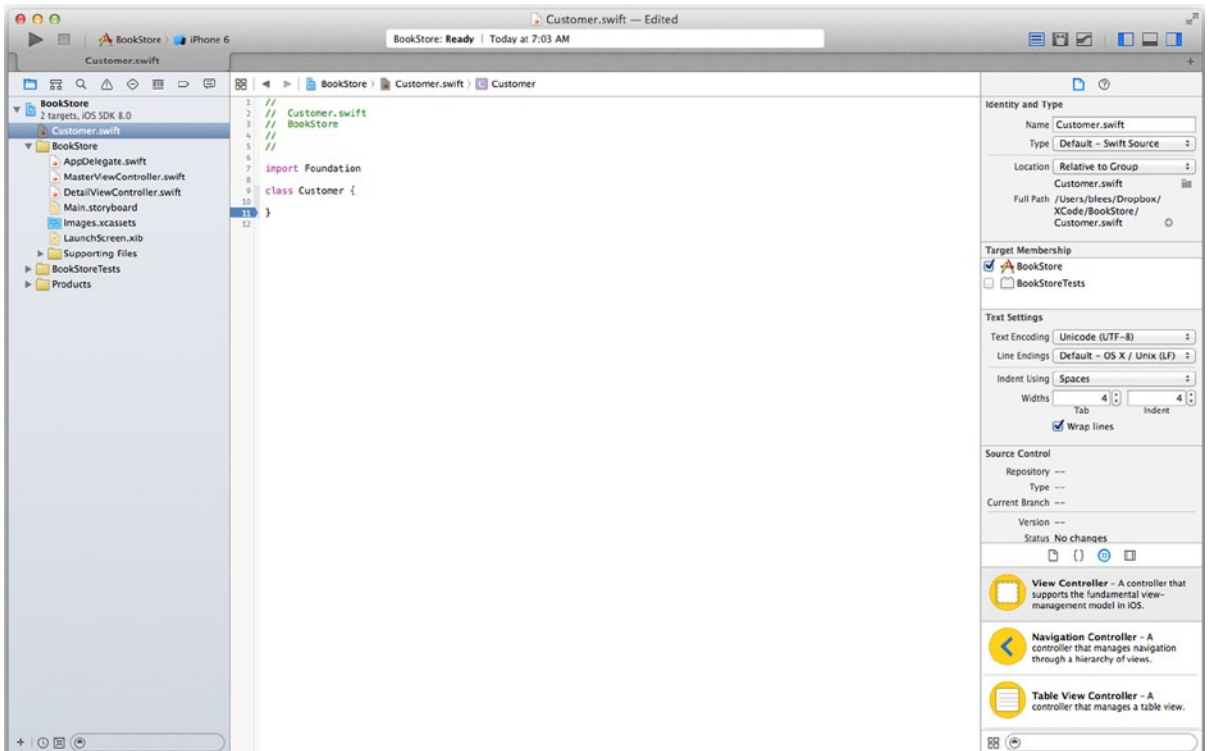 Customer.swift — Edited
BookStore
iPhone 6
BookStore: Ready | Today at 7:03 AM
Customer.swift
BookStore
2 targets, iOS SDK 8.0
Customer.swift
BookStore
AppDelegate.swift
MasterViewController.swift
DetailViewController.swift
Main.storyboard
Images.xcassets
LaunchScreen.xib
Supporting Files
BookStoreTests
Products
BookStore
Customer.swift
C Customer
1 //
2 // Customer.swift
3 // BookStore
4 //
5 //
6
7 import Foundation
8
9 class Customer {
10
11 }
12
Identity and Type
Name Customer.swift
Type Default - Swift Source
Location Relative to Group
Customer.swift
Full Path /Users/blees/Dropbox/
XCode/BookStore/
Customer.swift
Target Membership
BookStore
BookStoreTests
Text Settings
Text Encoding Unicode (UTF-8)
Line Endings Default - OS X / Unix (LF)
Indent Using Spaces
Widths 4 4
Tab Indent
Wrap lines
Source Control
Repository --
Type --
Current Branch --
Version --
Status No changes
View Controller - A controller that
supports the fundamental view-
management model in iOS.
Navigation Controller - A
controller that manages navigation
through a hierarchy of views.
Table View Controller - A
controller that manages a table view.